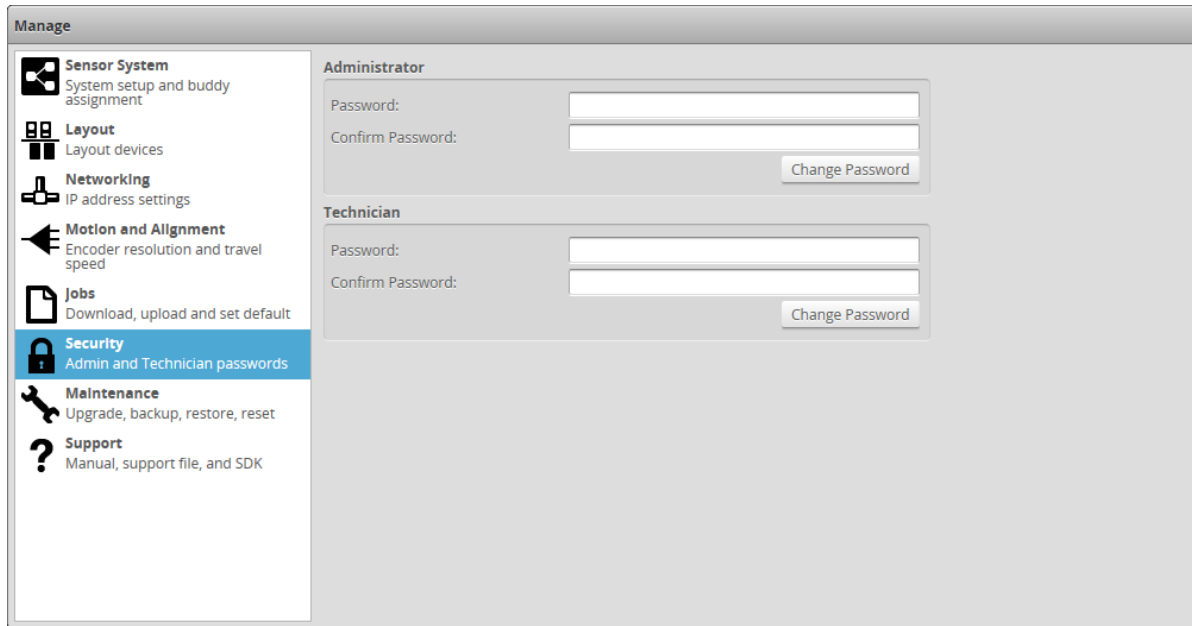 Manage
Sensor System
System setup and buddy
assignment
Layout
Layout devices
Networking
IP address settings
Motion and Alignment
Encoder resolution and travel
speed
Jobs
Download, upload and set default
Security
Admin and Technician passwords
Maintenance
Upgrade, backup, restore, reset
Support
Manual, support file, and SDK
Administrator
Password:
Confirm Password:
Change Password
Technician
Password:
Confirm Password:
Change Password